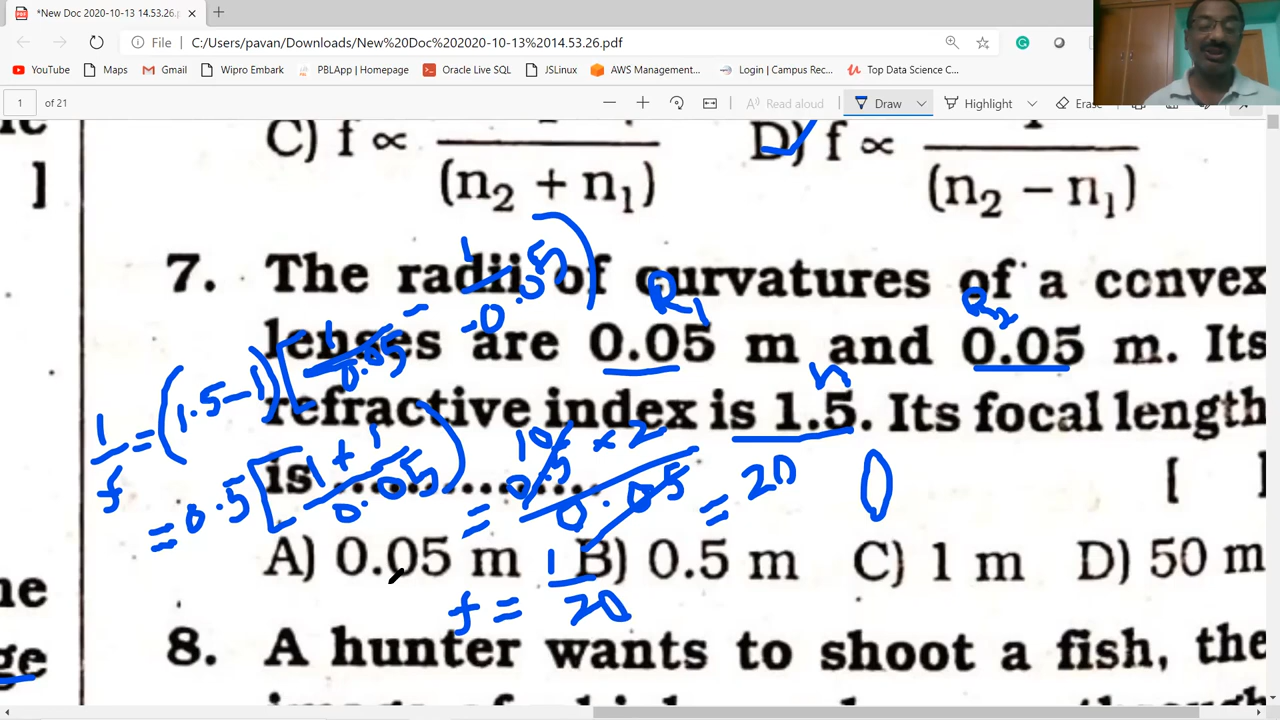 *New Doc 2020-10-13 14.53.26.p
File C:/Users/pavan/Downloads/New%20Doc%202020-10-13%2014.53.26.pdf
YouTube Maps Gmail Wipro Embark PBLApp | Homepage Oracle Live SQL JSLinux AWS Management... Login | Campus Rec... Top Data Science C...
1 of 21 Read aloud Draw Highlight Erase
C) f ∝ (n₂ + n₁) D) f ∝ (n₂ − n₁)
]
7. The radii of curvatures of a convex
1/-0.05)
R1 R2
lenses are 0.05 m and 0.05 m. Its
1/f = (1.5-1) [1/0.05 -
n
refractive index is 1.5. Its focal length
is ................... [
= 0.5 [1+1/0.05) = 0.5 × 2/0.05 = 20
10
A) 0.05 m B) 0.5 m C) 1 m D) 50 m
f = 1/20
8. A hunter wants to shoot a fish, the
ge